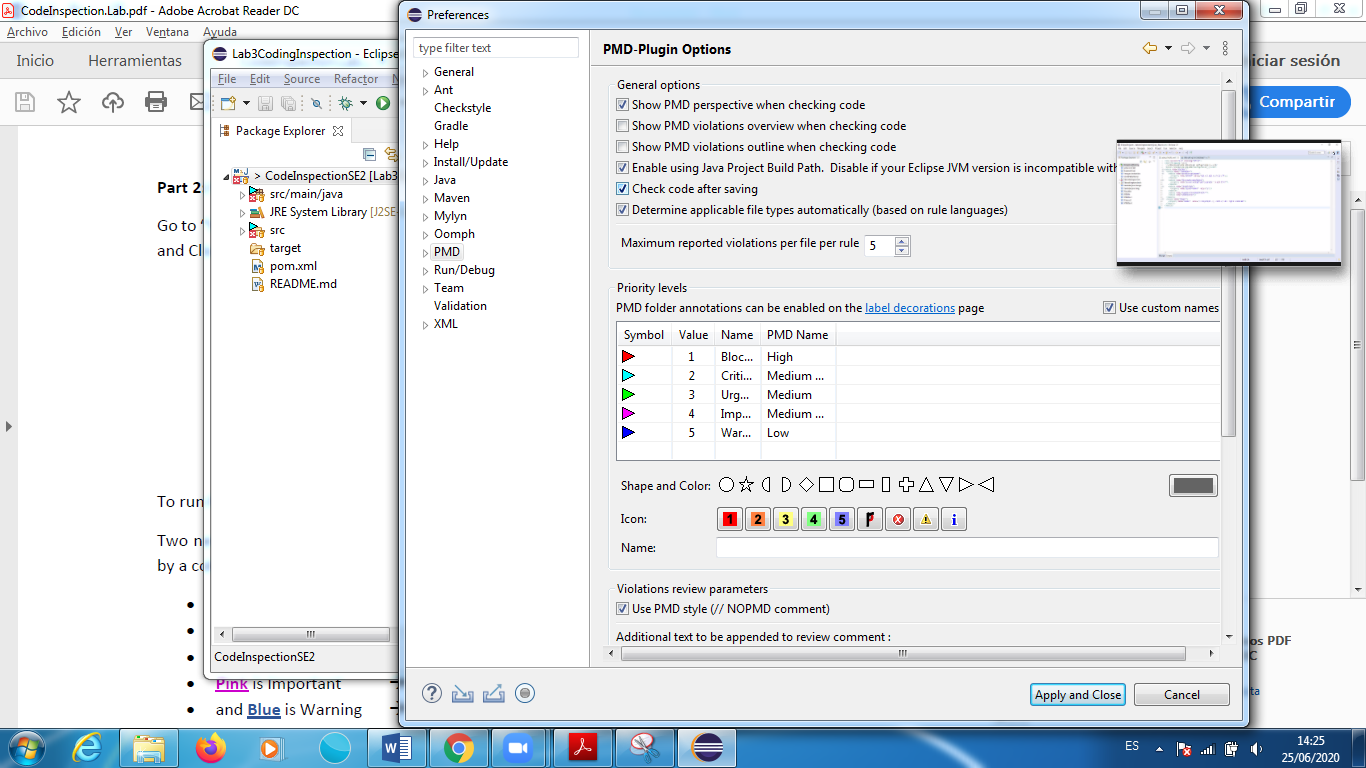 CodeInspection.Lab.pdf - Adobe Acrobat Reader DC
Archivo Edición Ver Ventana Ayuda
Inicio Herramientas
iciar sesión
Compartir
Part 2
Go to
and Cl
To run
Two n
by a co
Pink is Important
and Blue is Warning
os PDF
C
ta
Lab3CodingInspection - Eclipse
File Edit Source Refactor N
Package Explorer
> CodeInspectionSE2 [Lab3
src/main/java
JRE System Library [J2SE-
src
target
pom.xml
README.md
CodeInspectionSE2
Preferences
type filter text
General
Ant
Checkstyle
Gradle
Help
Install/Update
Java
Maven
Mylyn
Oomph
PMD
Run/Debug
Team
Validation
XML
PMD-Plugin Options
General options
Show PMD perspective when checking code
Show PMD violations overview when checking code
Show PMD violations outline when checking code
Enable using Java Project Build Path. Disable if your Eclipse JVM version is incompatible with
Check code after saving
Determine applicable file types automatically (based on rule languages)
Maximum reported violations per file per rule 5
Priority levels
PMD folder annotations can be enabled on the label decorations page Use custom names
Symbol Value Name PMD Name
1 Bloc... High
2 Criti... Medium ...
3 Urg... Medium
4 Imp... Medium ...
5 War... Low
Shape and Color:
Icon: 1 2 3 4 5 P
Name:
Violations review parameters
Use PMD style (// NOPMD comment)
Additional text to be appended to review comment :
Apply and Close Cancel
ES 14:25
25/06/2020